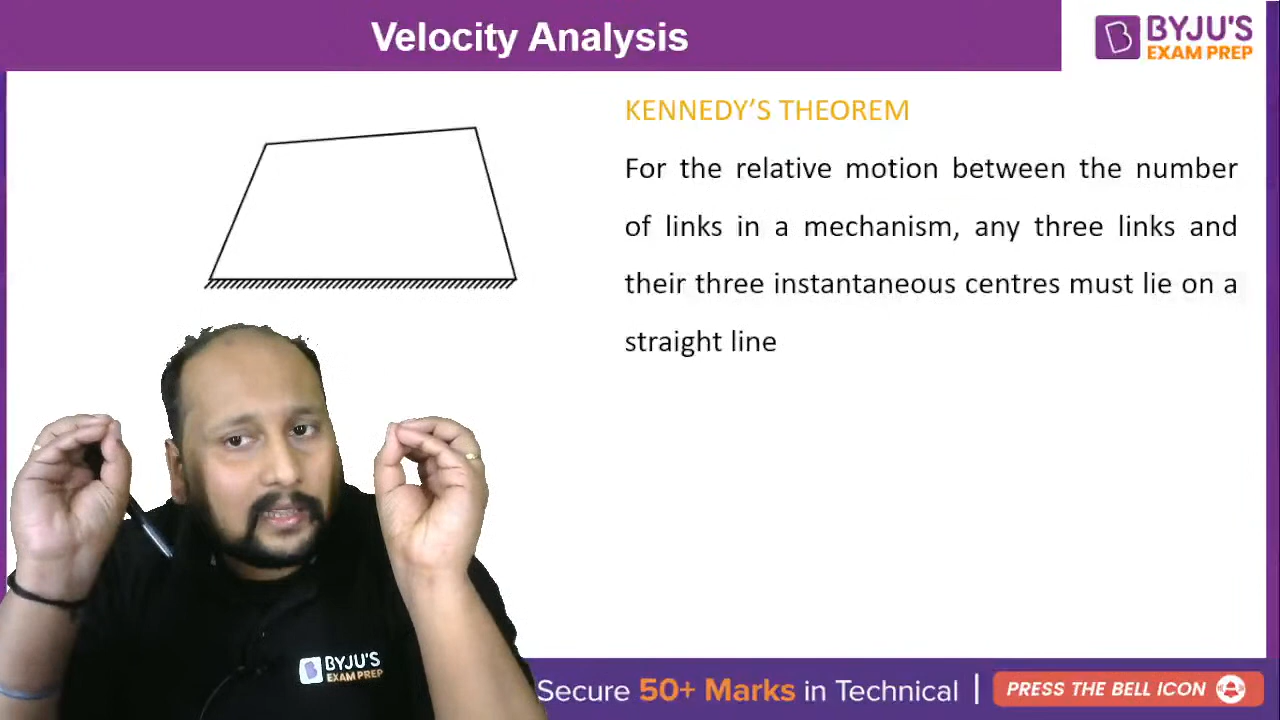 Velocity Analysis
BYJU'S
EXAM PREP
KENNEDY'S THEOREM
For the relative motion between the number
of links in a mechanism, any three links and
their three instantaneous centres must lie on a
straight line
BYJU'S
EXAM PREP
Secure 50+ Marks in Technical
PRESS THE BELL ICON